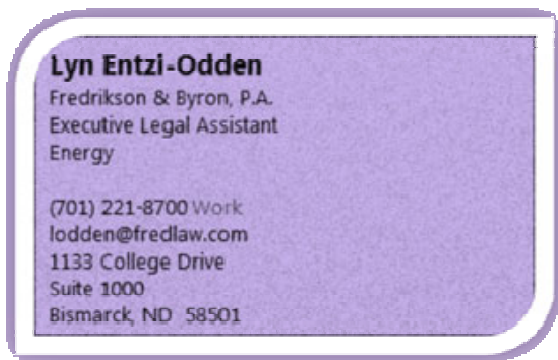 Lyn Entzi-Odden
Fredrikson & Byron, P.A.
Executive Legal Assistant
Energy
(701) 221-8700 Work
lodden@fredlaw.com
1133 College Drive
Suite 1000
Bismarck, ND 58501